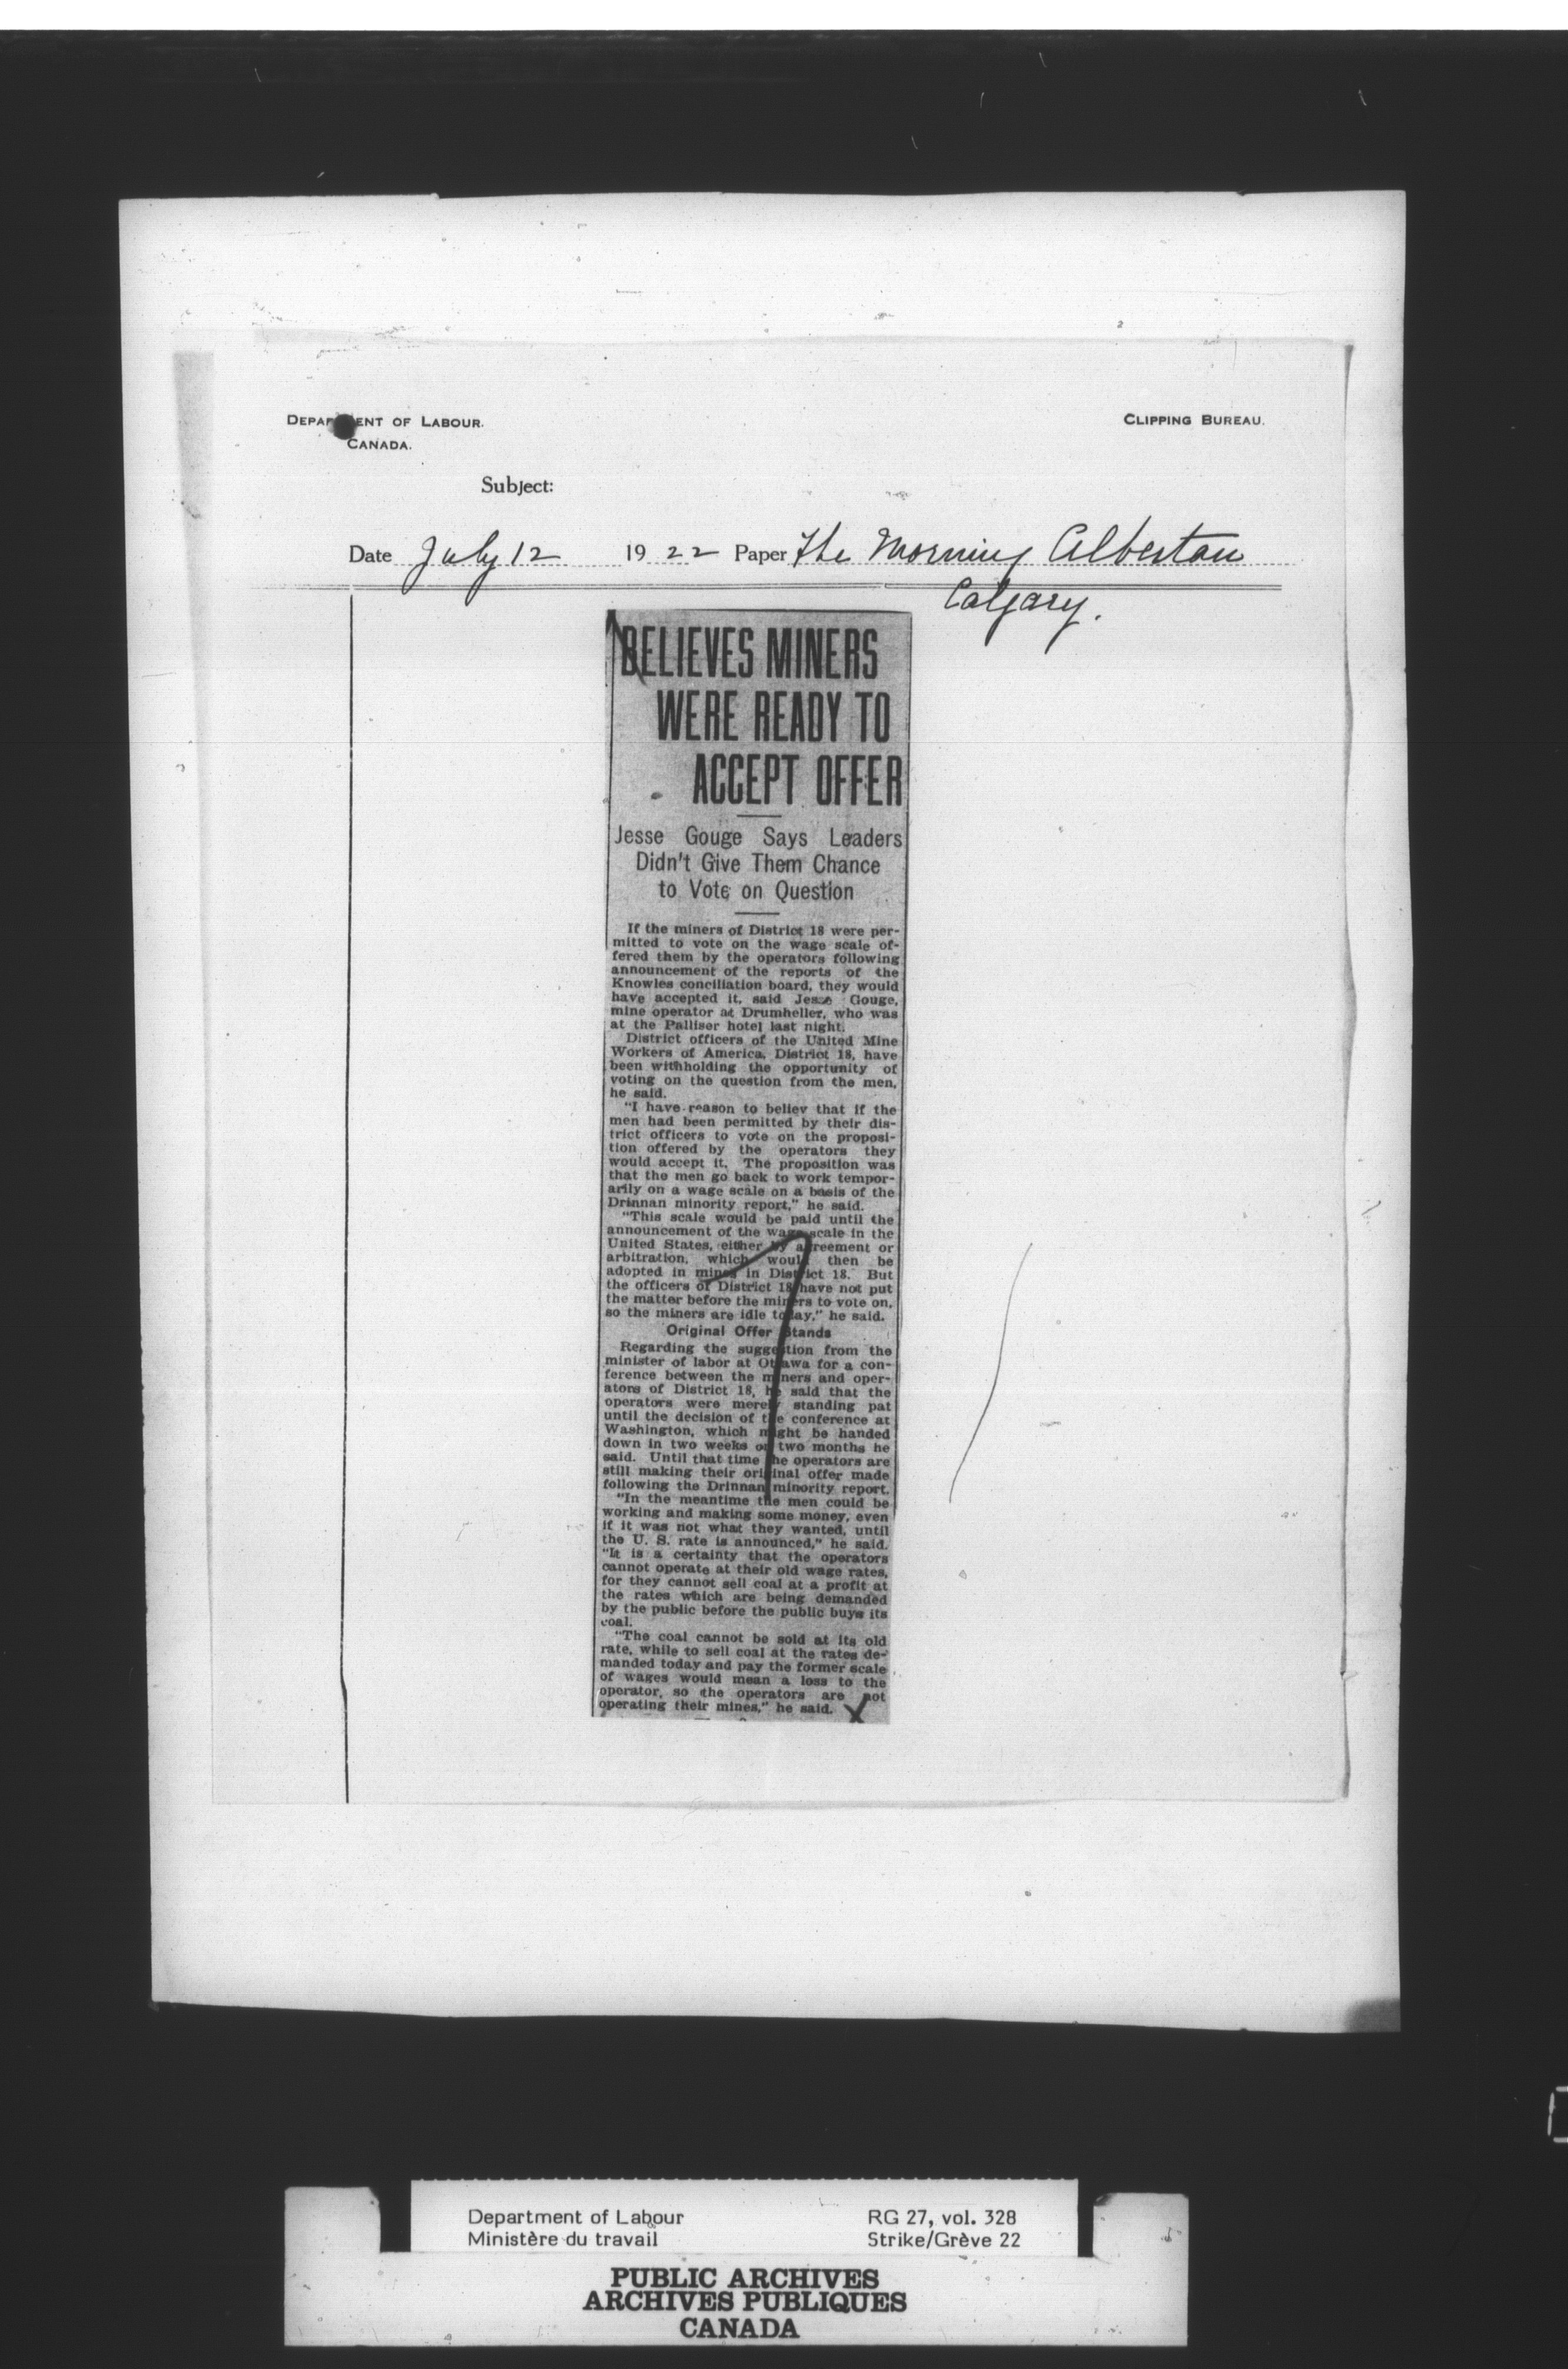 DEPARTMENT OF LABOUR.
CANADA.
CLIPPING BUREAU.
Subject:
Date July 12 1922 Paper The Morning Albertan
Calgary.
BELIEVES MINERS
WERE READY TO
ACCEPT OFFER
Jesse Gouge Says Leaders
Didn't Give Them Chance
to Vote on Question
If the miners of District 18 were per-
mitted to vote on the wage scale of-
fered them by the operators following
announcement of the reports of the
Knowles conciliation board, they would
have accepted it, said Jesse Gouge,
mine operator at Drumheller, who was
at the Palliser hotel last night.
District officers of the United Mine
Workers of America, District 18, have
been withholding the opportunity of
voting on the question from the men,
he said.
"I have reason to believ that if the
men had been permitted by their dis-
trict officers to vote on the proposi-
tion offered by the operators they
would accept it. The proposition was
that the men go back to work tempor-
arily on a wage scale on a basis of the
Drinnan minority report," he said.
"This scale would be paid until the
announcement of the wage scale in the
United States, either by agreement or
arbitration, which would then be
adopted in mines in District 18. But
the officers of District 18 have not put
the matter before the miners to vote on,
so the miners are idle today," he said.
Original Offer Stands
Regarding the suggestion from the
minister of labor at Ottawa for a con-
ference between the miners and oper-
ators of District 18, he said that the
operators were merely standing pat
until the decision of the conference at
Washington, which might be handed
down in two weeks or two months he
said. Until that time the operators are
still making their original offer made
following the Drinnan minority report.
"In the meantime the men could be
working and making some money, even
if it was not what they wanted, until
the U. S. rate is announced," he said.
"It is a certainty that the operators
cannot operate at their old wage rates,
for they cannot sell coal at a profit at
the rates which are being demanded
by the public before the public buys its
coal.
"The coal cannot be sold at its old
rate, while to sell coal at the rates de-
manded today and pay the former scale
of wages would mean a loss to the
operator, so the operators are not
operating their mines," he said.
Department of Labour
Ministère du travail
RG 27, vol. 328
Strike/Grève 22
PUBLIC ARCHIVES
ARCHIVES PUBLIQUES
CANADA